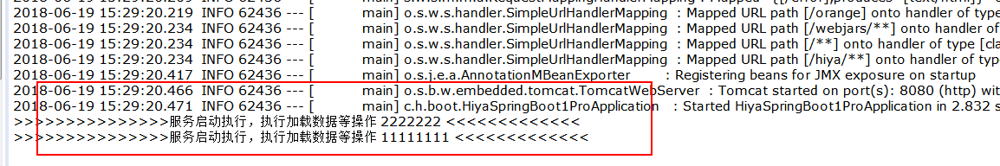 2018-06-19 15:29:20.219 INFO 62436 --- [ main] o.s.w.s.handler.SimpleUrlHandlerMapping : Mapped URL path [/orange] onto handler of type
2018-06-19 15:29:20.234 INFO 62436 --- [ main] o.s.w.s.handler.SimpleUrlHandlerMapping : Mapped URL path [/webjars/**] onto handler of
2018-06-19 15:29:20.234 INFO 62436 --- [ main] o.s.w.s.handler.SimpleUrlHandlerMapping : Mapped URL path [/**] onto handler of type [cla
2018-06-19 15:29:20.234 INFO 62436 --- [ main] o.s.w.s.handler.SimpleUrlHandlerMapping : Mapped URL path [/hiya/**] onto handler of type
2018-06-19 15:29:20.417 INFO 62436 --- [ main] o.s.j.e.a.AnnotationMBeanExporter : Registering beans for JMX exposure on startup
2018-06-19 15:29:20.466 INFO 62436 --- [ main] o.s.b.w.embedded.tomcat.TomcatWebServer : Tomcat started on port(s): 8080 (http) with
2018-06-19 15:29:20.471 INFO 62436 --- [ main] c.h.boot.HiyaSpringBoot1ProApplication : Started HiyaSpringBoot1ProApplication in 2.832 s
>>>>>>>>>>>>>>>服务启动执行，执行加载数据等操作 2222222 <<<<<<<<<<<<<
>>>>>>>>>>>>>>>服务启动执行，执行加载数据等操作 11111111 <<<<<<<<<<<<<